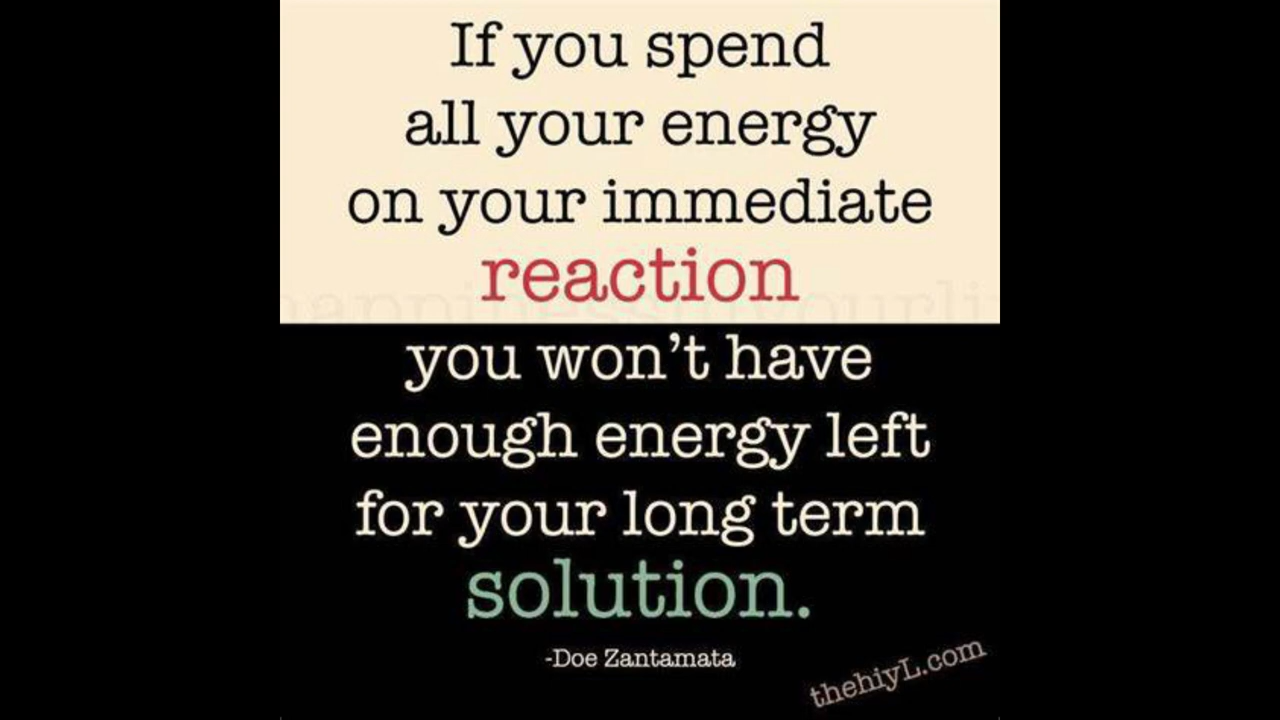 If you spend
all your energy
on your immediate
reaction
happinessinyourli
you won't have
enough energy left
for your long term
solution.
-Doe Zantamata
thehiyL.com